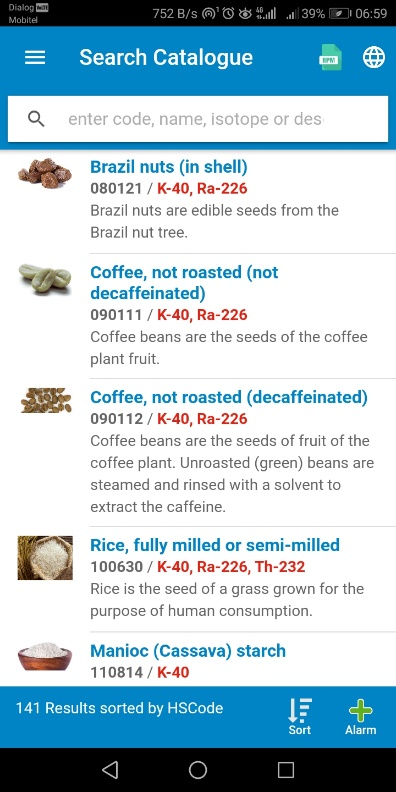 Dialog
Mobitel
752 B/s
1
4G
39%
06:59
Search Catalogue
NPM
enter code, name, isotope or des
Brazil nuts (in shell)
080121 / K-40, Ra-226
Brazil nuts are edible seeds from the
Brazil nut tree.
Coffee, not roasted (not
decaffeinated)
090111 / K-40, Ra-226
Coffee beans are the seeds of the coffee
plant fruit.
Coffee, not roasted (decaffeinated)
090112 / K-40, Ra-226
Coffee beans are the seeds of fruit of the
coffee plant. Unroasted (green) beans are
steamed and rinsed with a solvent to
extract the caffeine.
Rice, fully milled or semi-milled
100630 / K-40, Ra-226, Th-232
Rice is the seed of a grass grown for the
purpose of human consumption.
Manioc (Cassava) starch
110814 / K-40
141 Results sorted by HSCode
Sort
Alarm